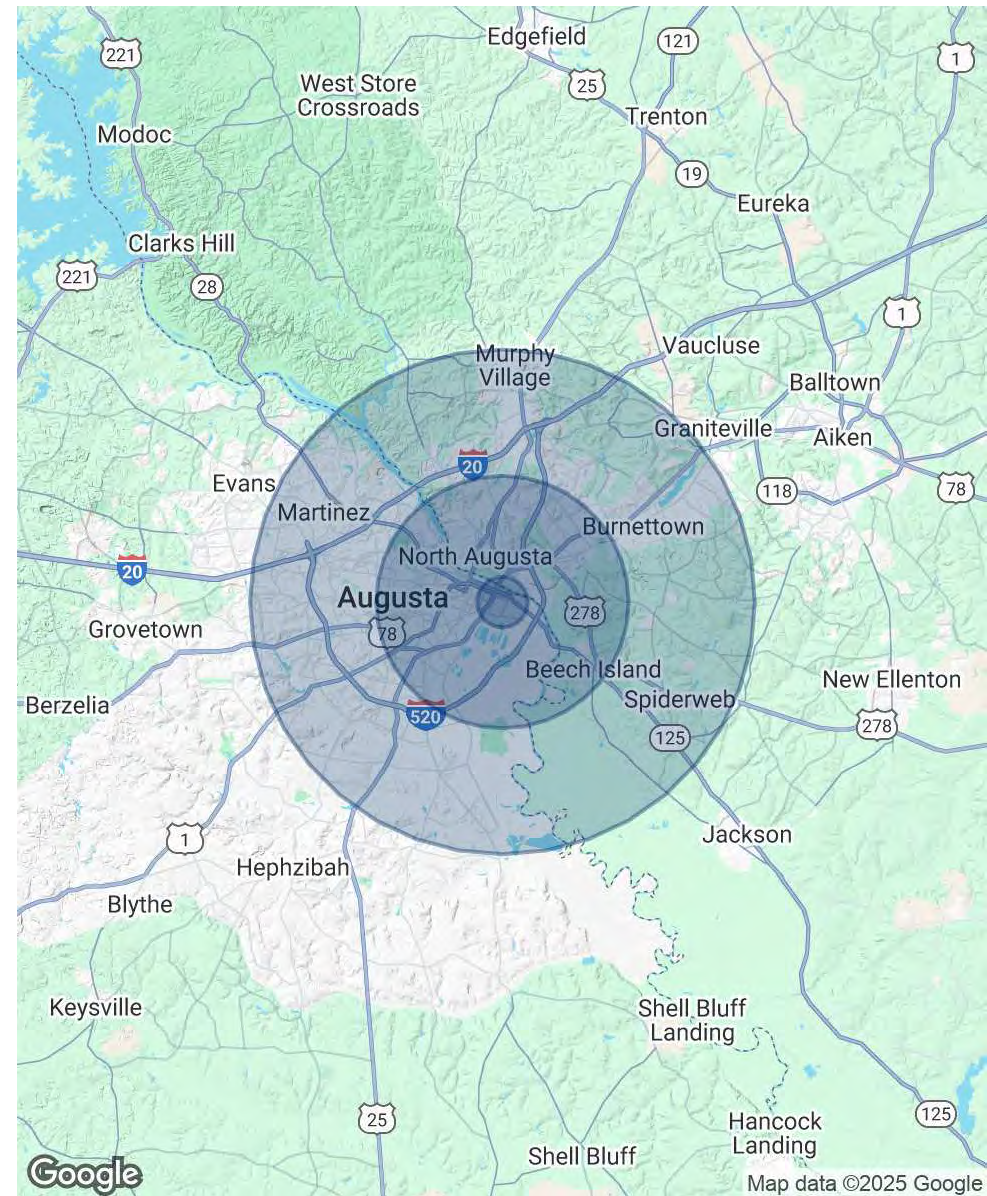 Edgefield
121
221
1
West Store
Crossroads
25
Trenton
Modoc
19
Eureka
Clarks Hill
221
28
1
Murphy
Village
Vaucluse
Balltown
Graniteville
Aiken
20
Evans
118
78
Martinez
Burnettown
North Augusta
20
Augusta
278
78
Grovetown
Beech Island
New Ellenton
Spiderweb
Berzelia
520
278
125
1
Jackson
Hephzibah
Blythe
Keysville
Shell Bluff
Landing
25
125
Hancock
Landing
Shell Bluff
Google
Map data ©2025 Google